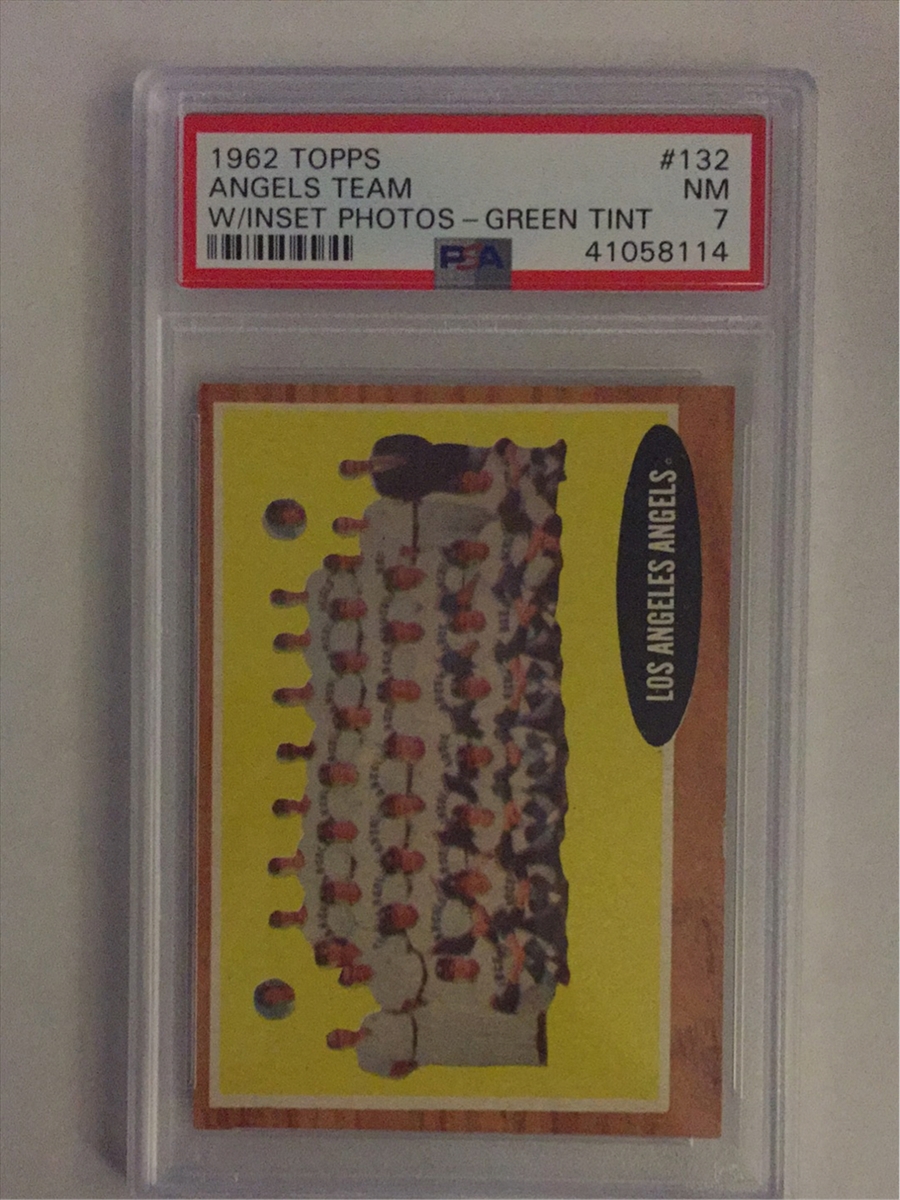 1962 TOPPS #132
ANGELS TEAM NM
W/INSET PHOTOS – GREEN TINT 7
PSA 41058114
LOS ANGELES ANGELS